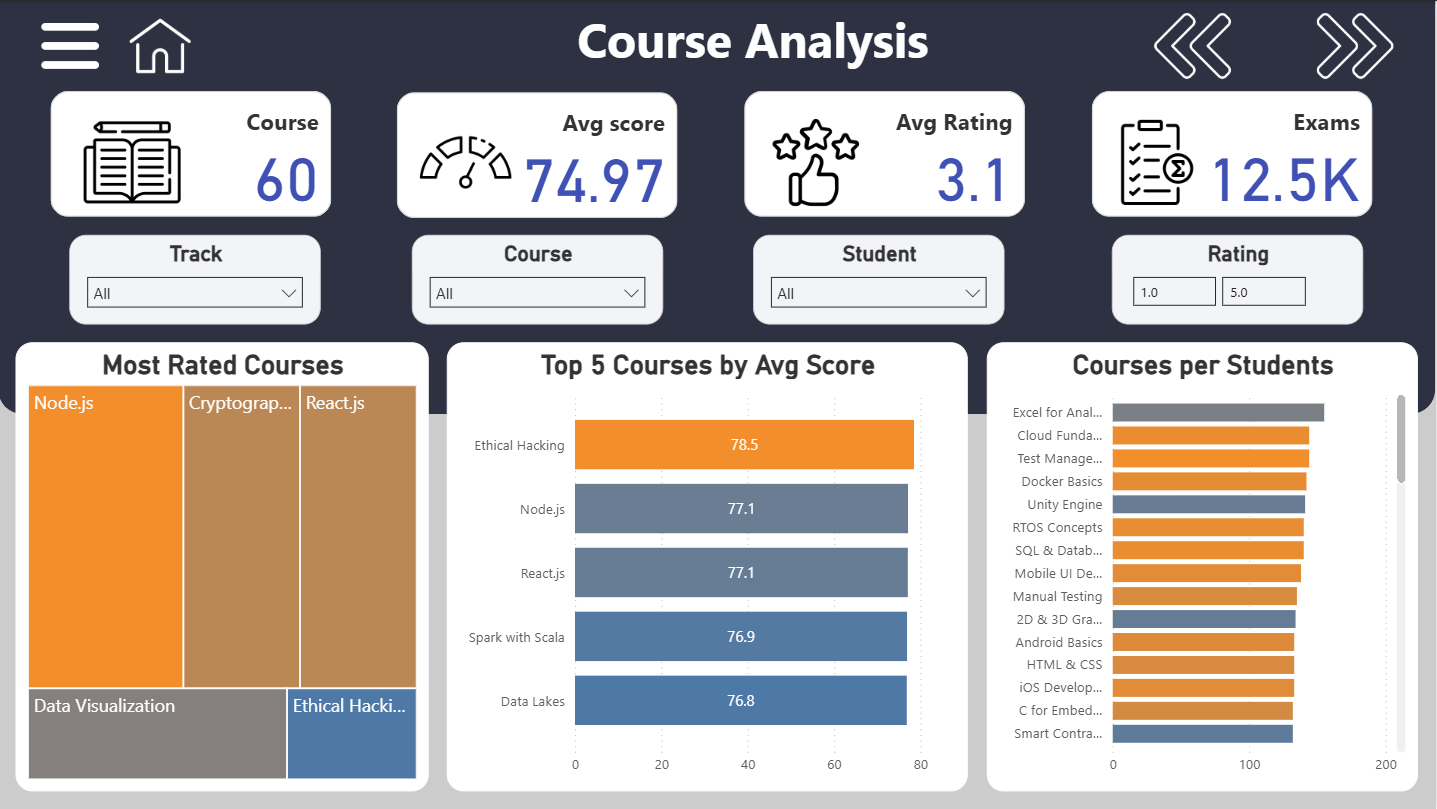 Course Analysis
Course
60
Avg score
74.97
Avg Rating
3.1
Exams
12.5K
Σ
Track
All
Course
All
Student
All
Rating
1.0
5.0
Most Rated Courses
Node.js
Cryptograp...
React.js
Data Visualization
Ethical Hacki...
Top 5 Courses by Avg Score
Ethical Hacking
78.5
Node.js
77.1
React.js
77.1
Spark with Scala
76.9
Data Lakes
76.8
0 20 40 60 80
Courses per Students
Excel for Anal...
Cloud Funda...
Test Manage...
Docker Basics
Unity Engine
RTOS Concepts
SQL & Datab...
Mobile UI De...
Manual Testing
2D & 3D Gra...
Android Basics
HTML & CSS
iOS Develop...
C for Embed...
Smart Contra...
0 100 200